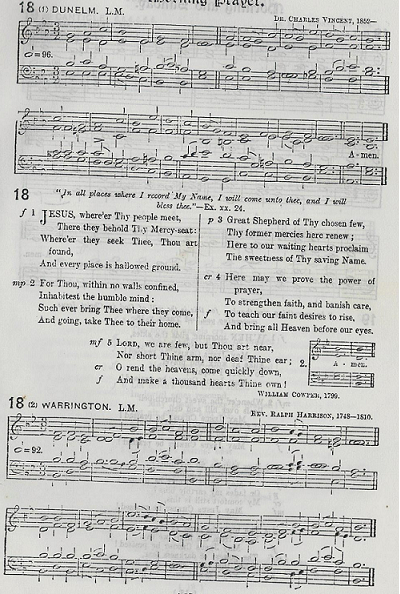 Prayer.
18 (1) DUNELM. L.M.
DR. CHARLES VINCENT, 1852—
=96.
A - men.
18
"In all places where I record My Name, I will come unto thee, and I will
bless thee."—Ex. xx. 24.
f 1 JESUS, where'er Thy people meet,
There they behold Thy Mercy-seat:
Where'er they seek Thee, Thou art
found,
And every place is hallowed ground.
mp 2 For Thou, within no walls confined,
Inhabitest the humble mind:
Such ever bring Thee where they come,
And going, take Thee to their home.
p 3 Great Shepherd of Thy chosen few,
Thy former mercies here renew;
Here to our waiting hearts proclaim
The sweetness of Thy saving Name.
cr 4 Here may we prove the power of
prayer,
To strengthen faith, and banish care,
f To teach our faint desires to rise,
And bring all Heaven before our eyes.
mf 5 LORD, we are few, but Thou art near,
Nor short Thine arm, nor deaf Thine ear;
cr O rend the heavens, come quickly down,
f And make a thousand hearts Thine own!
2.
A - men.
WILLIAM COWPER, 1799.
18 (2) WARRINGTON. L.M.
REV. RALPH HARRISON, 1748—1810.
=92.